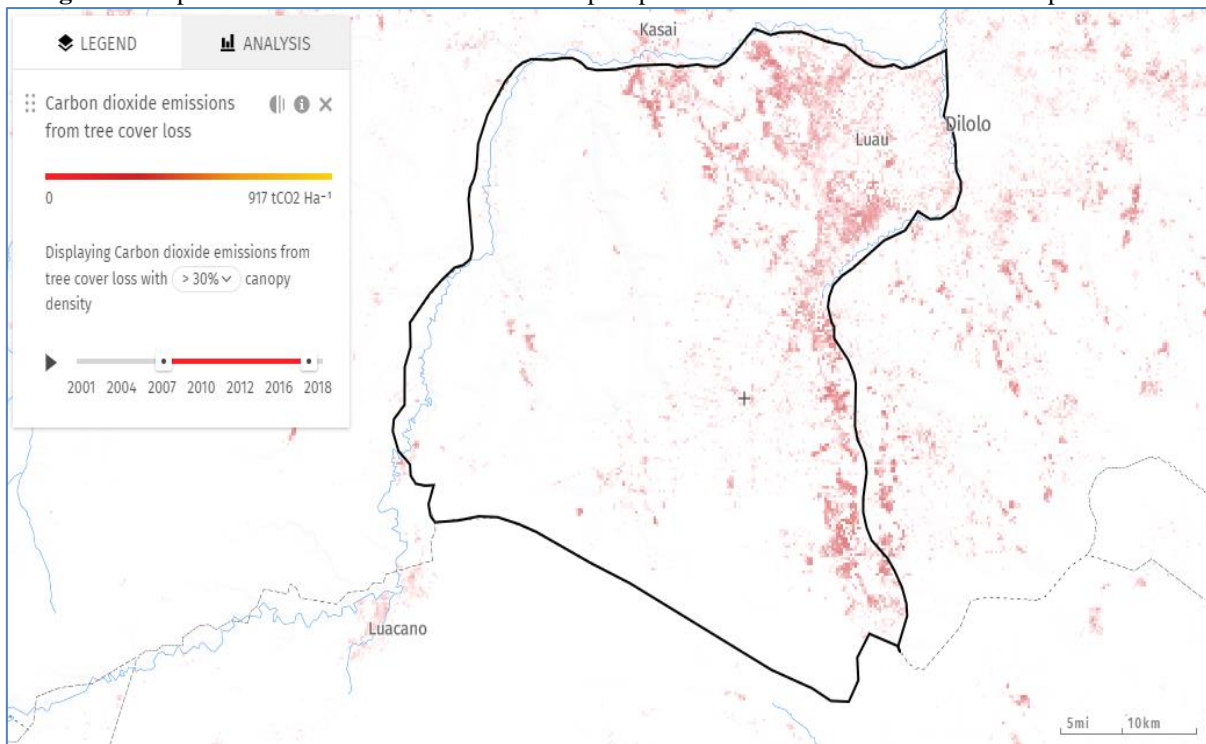 LEGEND
ANALYSIS
Carbon dioxide emissions
from tree cover loss
0
917 tCO2 Ha⁻¹
Displaying Carbon dioxide emissions from
tree cover loss with > 30% canopy
density
2001 2004 2007 2010 2012 2016 2018
Kasai
Dilolo
Luau
Luacano
5mi 10km